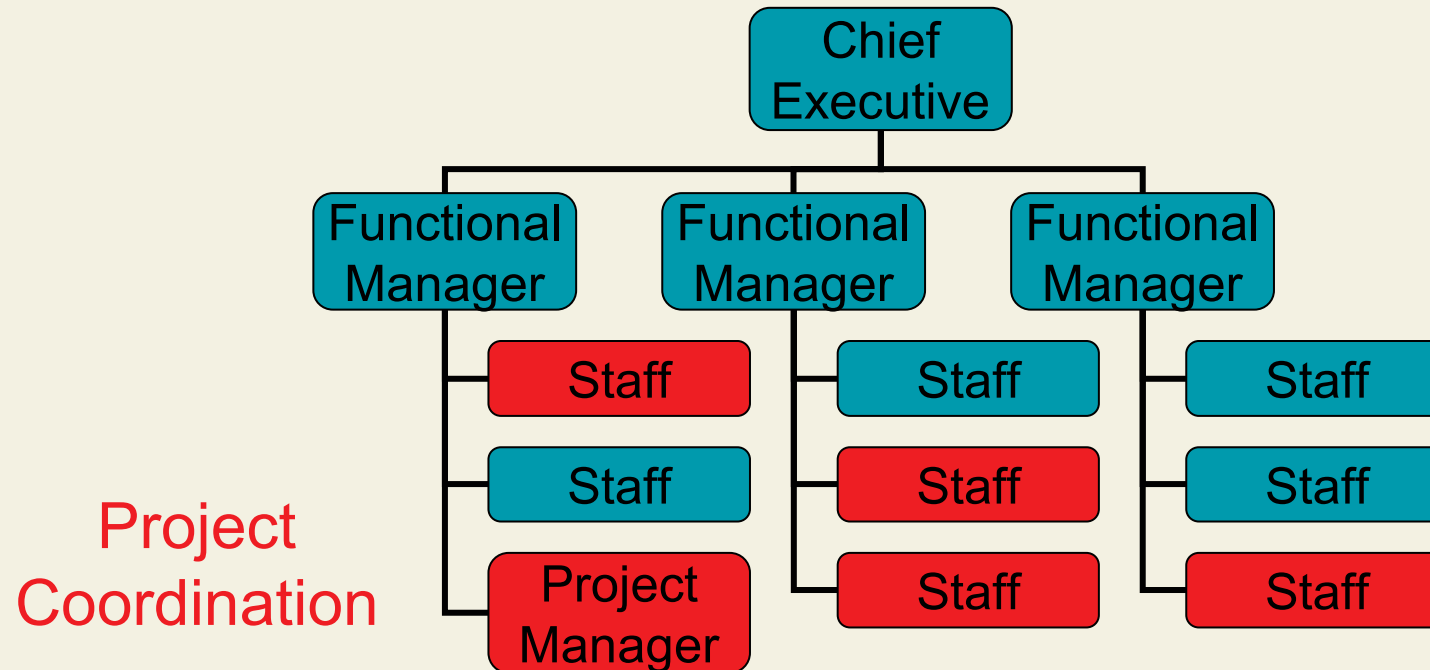 Chief
Executive
Functional
Manager
Functional
Manager
Functional
Manager
Staff
Staff
Staff
Staff
Staff
Staff
Project
Coordination
Project
Manager
Staff
Staff